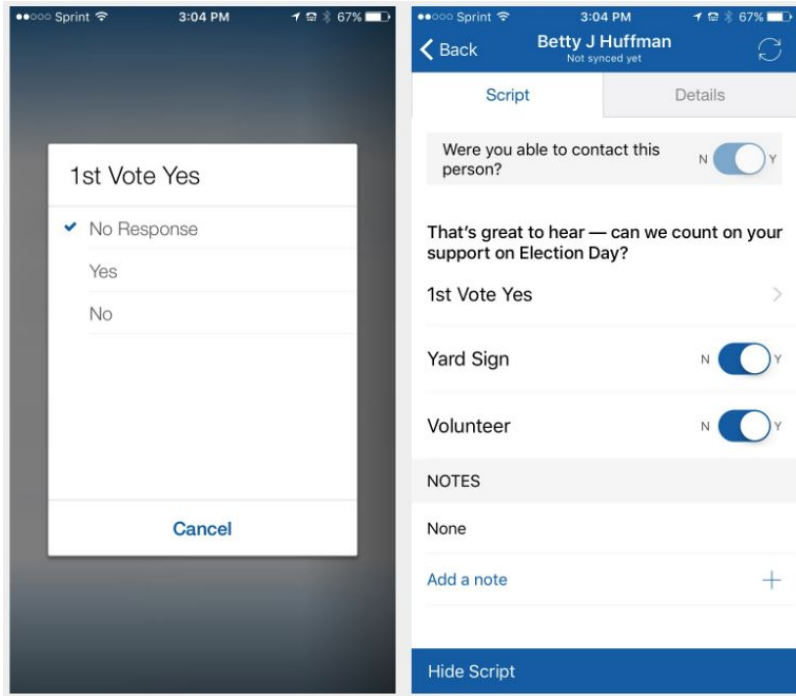 Sprint 3:04 PM 67%
1st Vote Yes
No Response
Yes
No
Cancel
Sprint 3:04 PM 67%
Back Betty J Huffman
Not synced yet
Script Details
Were you able to contact this
person?
N Y
That's great to hear — can we count on your
support on Election Day?
1st Vote Yes
Yard Sign N Y
Volunteer N Y
NOTES
None
Add a note
Hide Script